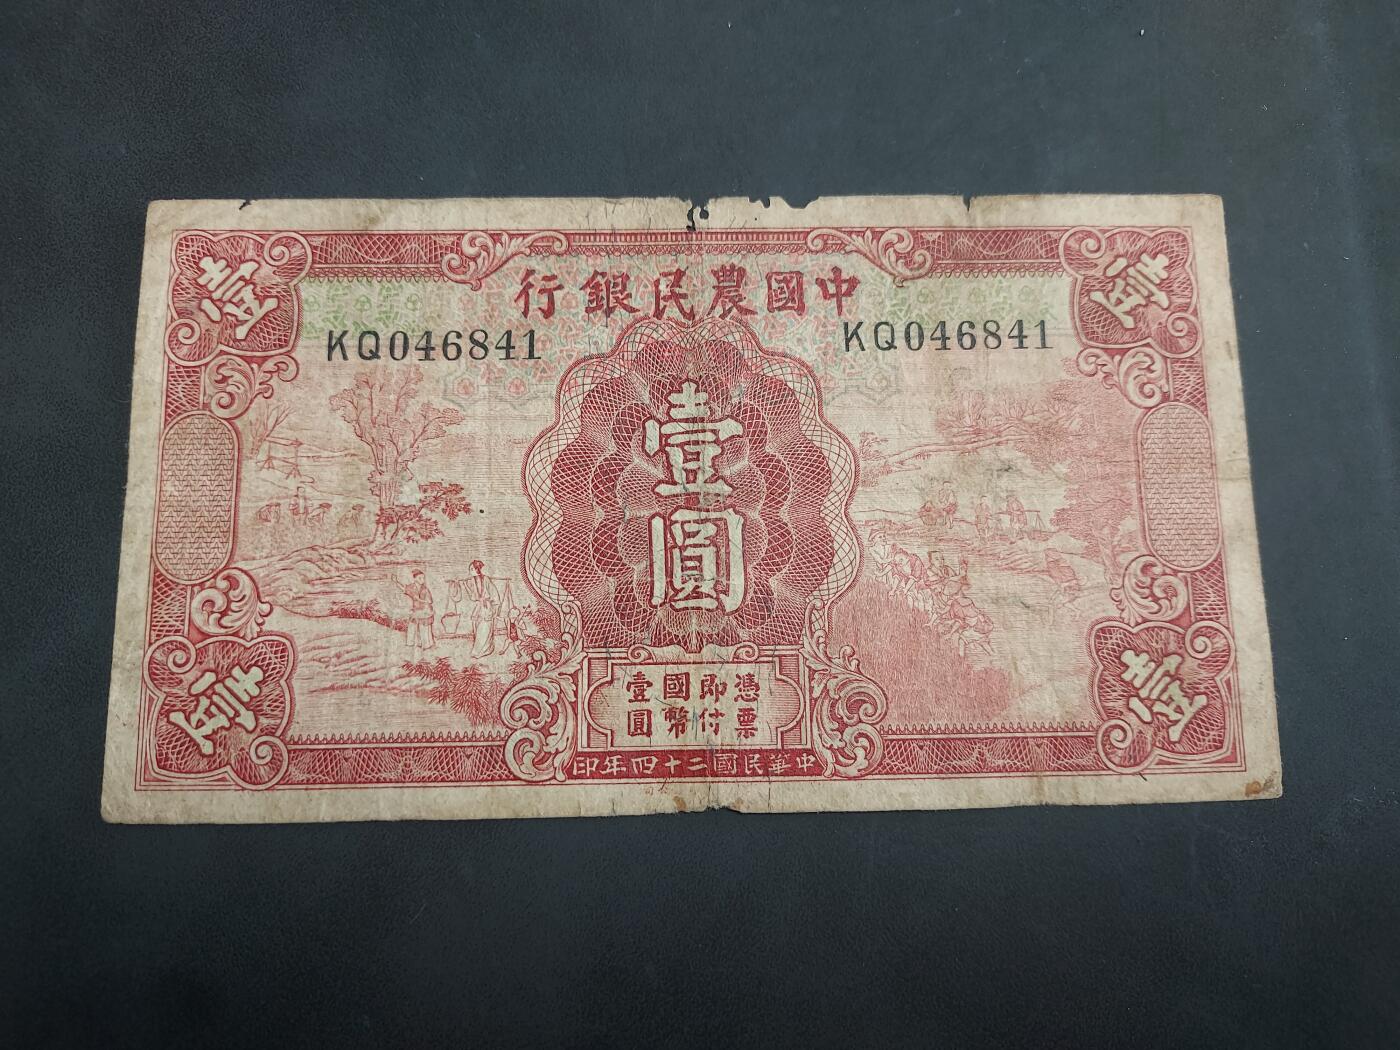 中國農民銀行
KQ046841
KQ046841
壹
壹
壹圓
壹
壹
憑票即付國幣壹圓
中華民國二十四年印